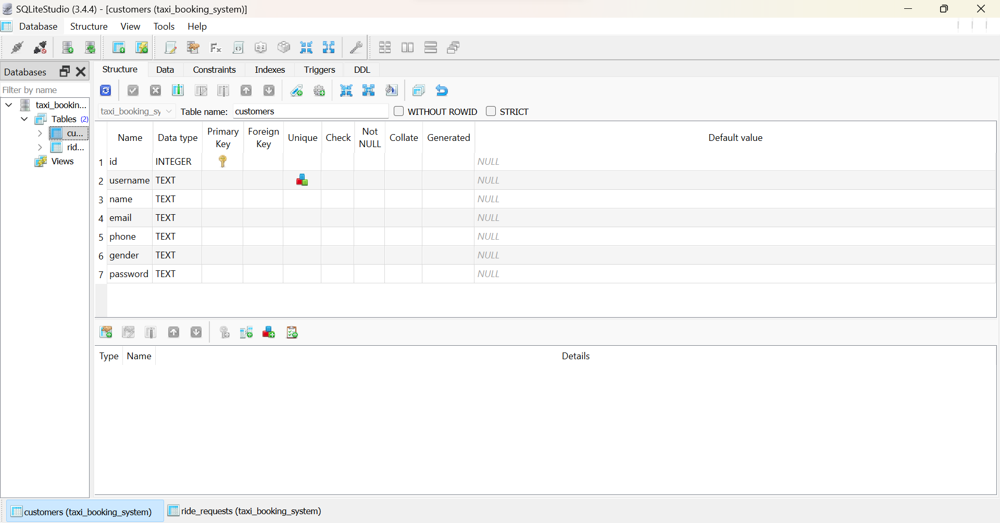 SQLiteStudio (3.4.4) - [customers (taxi_booking_system)]
Database Structure View Tools Help
Databases
Filter by name
taxi_bookin...
Tables (2)
cu...
rid...
Views
Structure Data Constraints Indexes Triggers DDL
taxi_booking_sy Table name: customers WITHOUT ROWID STRICT
Name Data type Primary Key Foreign Key Unique Check Not NULL Collate Generated Default value
1 id INTEGER NULL
2 username TEXT NULL
3 name TEXT NULL
4 email TEXT NULL
5 phone TEXT NULL
6 gender TEXT NULL
7 password TEXT NULL
Type Name Details
customers (taxi_booking_system) ride_requests (taxi_booking_system)